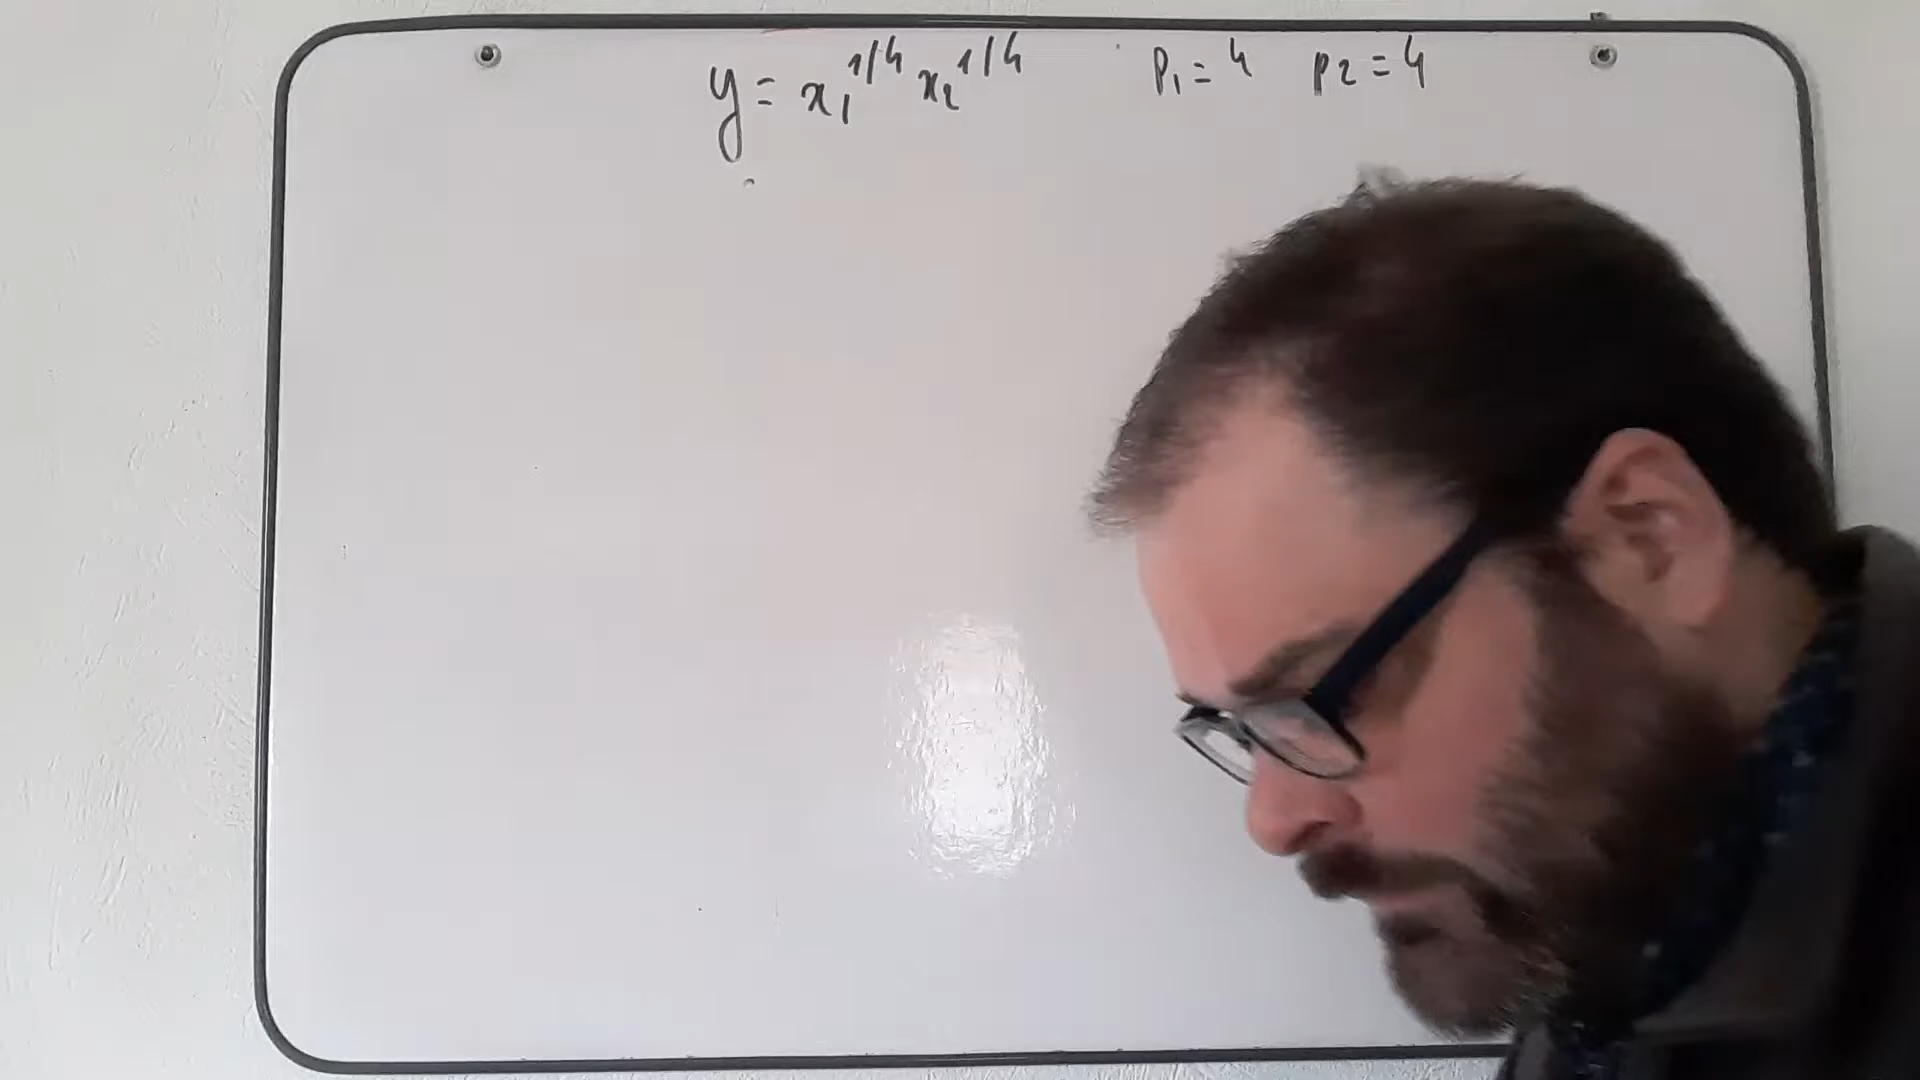 y = x₁^1/4 x₂^1/4 P₁ = 4 P2 = 4